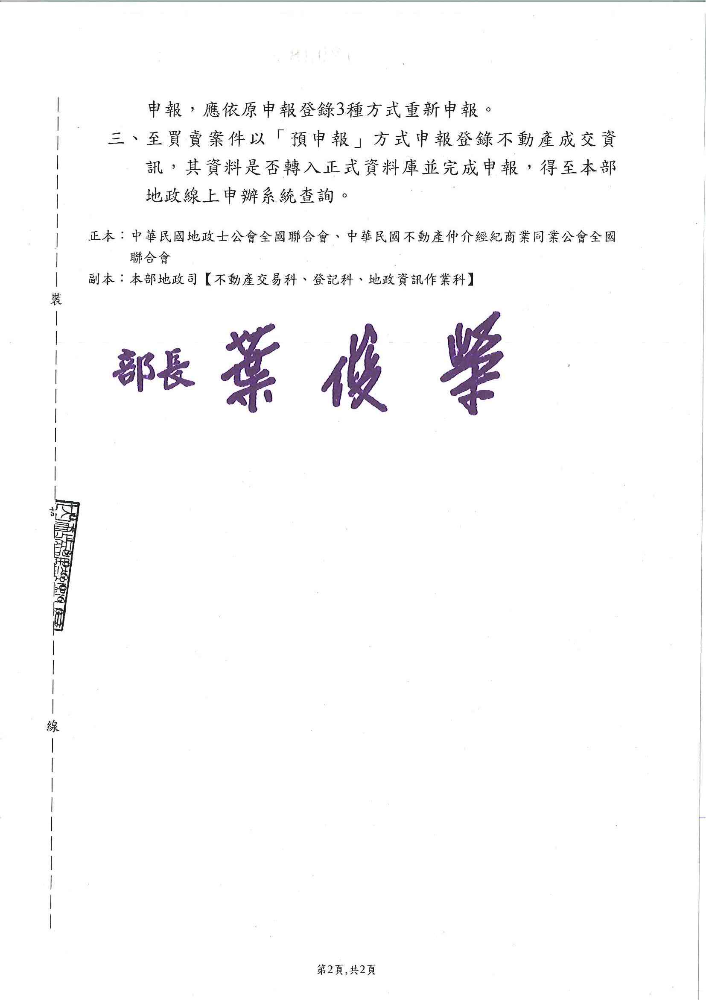 申報，應依原申報登錄3種方式重新申報。
三、至買賣案件以「預申報」方式申報登錄不動產成交資
訊，其資料是否轉入正式資料庫並完成申報，得至本部
地政線上申辦系統查詢。
正本：中華民國地政士公會全國聯合會、中華民國不動產仲介經紀商業同業公會全國
聯合會
副本：本部地政司【不動產交易科、登記科、地政資訊作業科】
裝
部長 葉俊榮
線
第2頁,共2頁